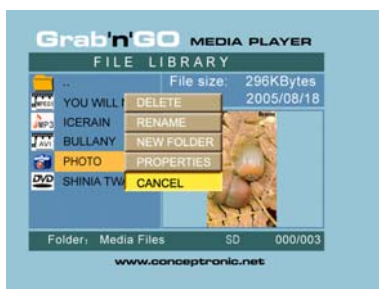 Grab'n'GO MEDIA PLAYER
FILE LIBRARY
..
File size: 296KBytes
2005/08/18
MPEG YOU WILL
DELETE
MP3 ICERAIN
RENAME
AVI BULLANY
NEW FOLDER
PHOTO
PROPERTIES
DVD SHINIA TW
CANCEL
Folder: Media Files SD 000/003
www.conceptronic.net